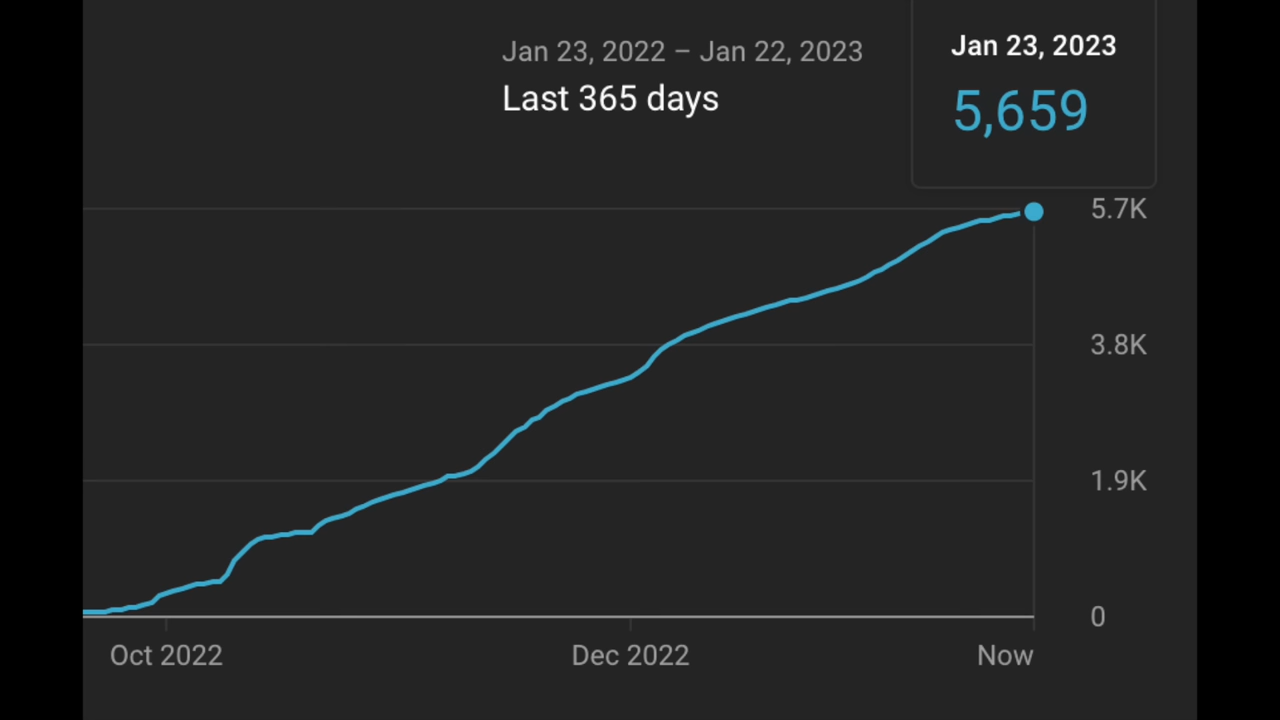 Jan 23, 2022 – Jan 22, 2023
Last 365 days
Jan 23, 2023
5,659
5.7K
3.8K
1.9K
0
Oct 2022
Dec 2022
Now